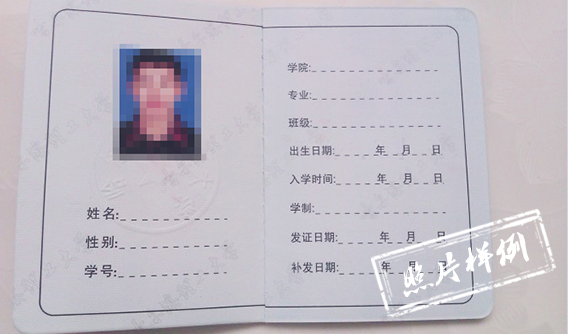 姓名:
性别:
学号:
学院:
专业:
班级:
出生日期: 年 月 日
入学时间: 年 月 日
学制:
发证日期: 年 月 日
补发日期: 年 月 日
照片样例